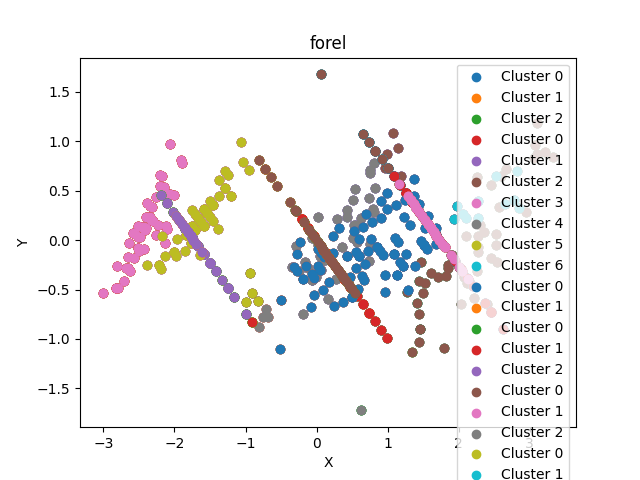 forel
Y
1.5
1.0
0.5
0.0
−0.5
−1.0
−1.5
−3
−2
−1
0
1
2
3
X
Cluster 0
Cluster 1
Cluster 2
Cluster 0
Cluster 1
Cluster 2
Cluster 3
Cluster 4
Cluster 5
Cluster 6
Cluster 0
Cluster 1
Cluster 0
Cluster 1
Cluster 2
Cluster 0
Cluster 1
Cluster 2
Cluster 0
Cluster 1